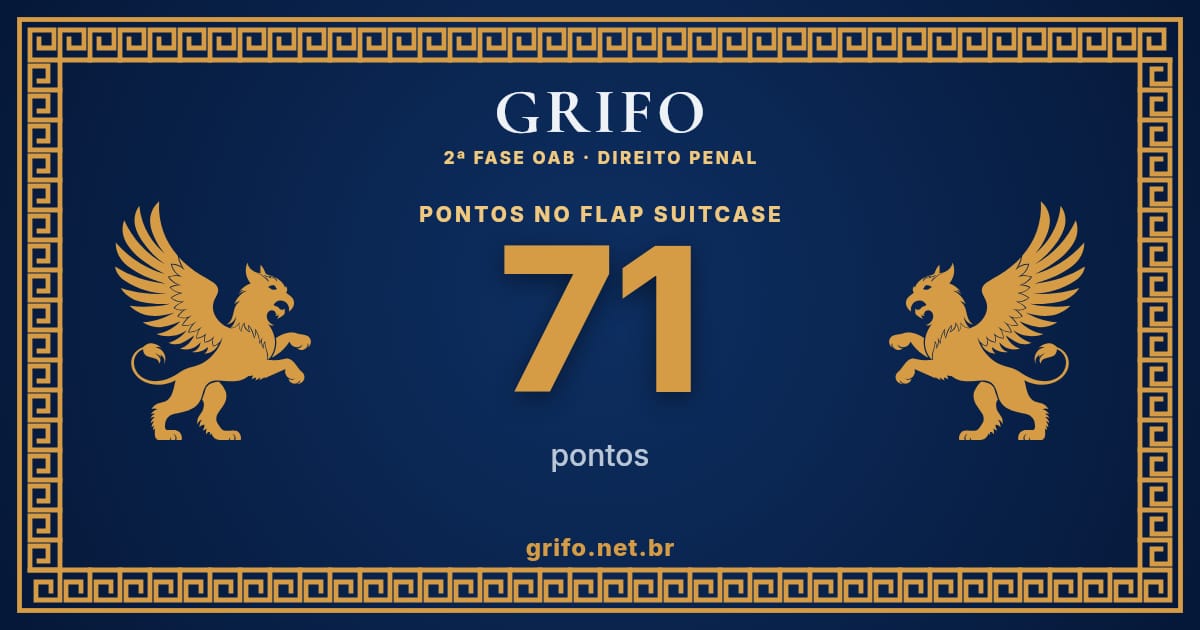 GRIFO
2ª FASE OAB · DIREITO PENAL
PONTOS NO FLAP SUITCASE
71
pontos
grifo.net.br